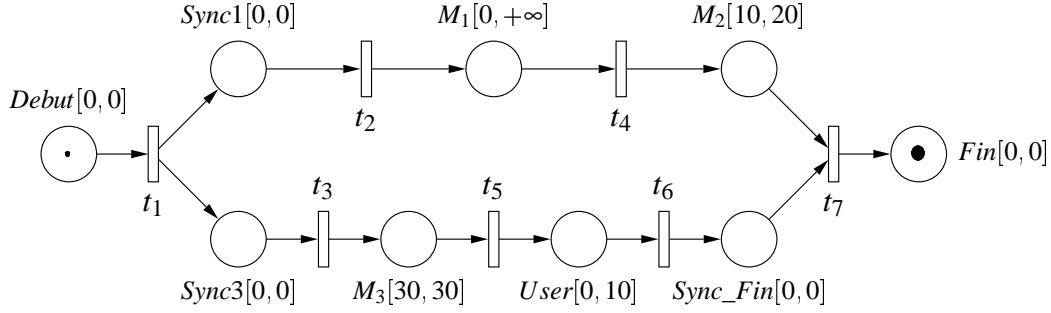 Sync1[0,0]
M₁[0,+∞]
M₂[10,20]
Debut[0,0]
t₂
t₄
Fin[0,0]
t₁
t₃
t₅
t₆
t₇
Sync3[0,0]
M₃[30,30]
User[0,10]
Sync_Fin[0,0]